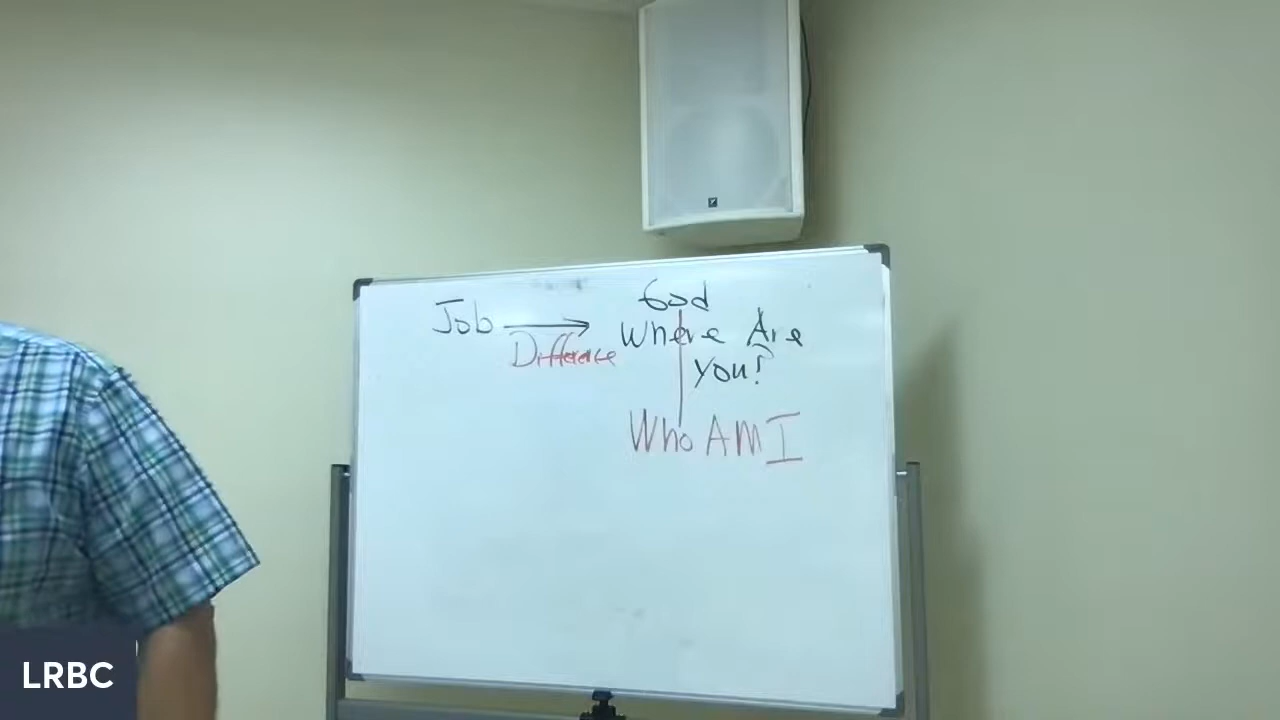 God
Job
Where Are
Difference
you?
Who AM I
LRBC